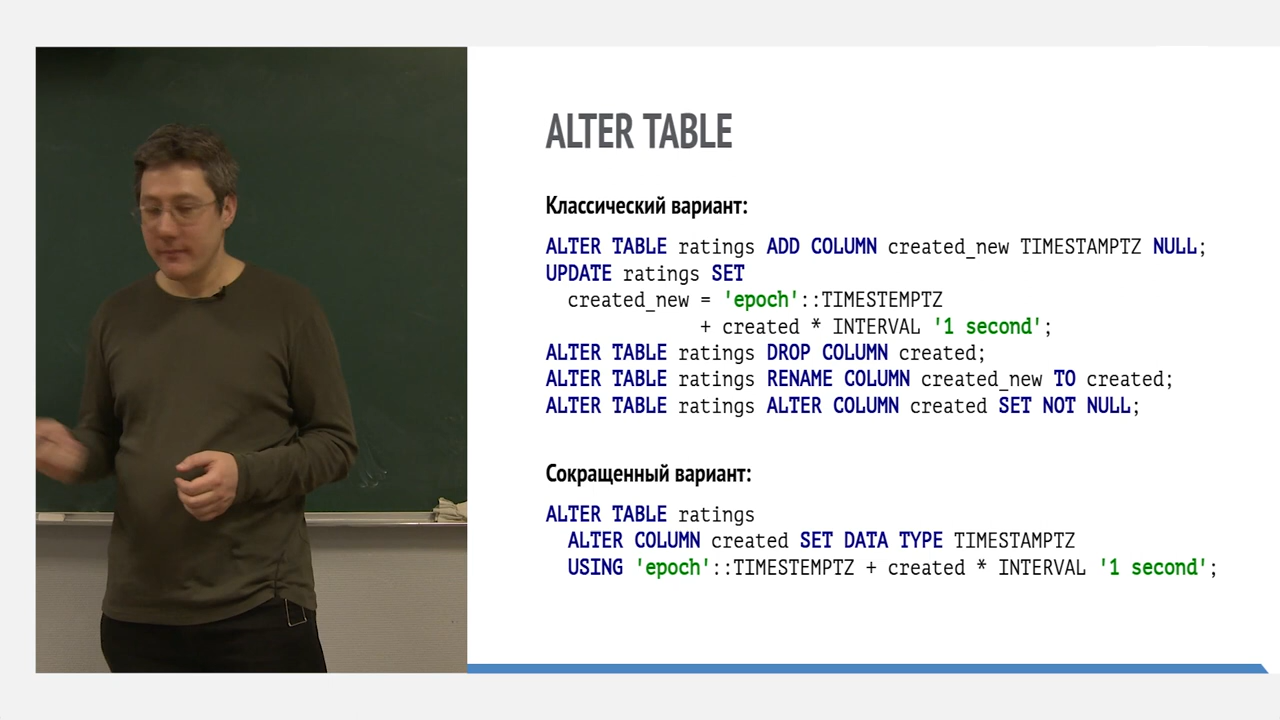 ALTER TABLE
Классический вариант:
ALTER TABLE ratings ADD COLUMN created_new TIMESTAMPTZ NULL;
UPDATE ratings SET
created_new = 'epoch'::TIMESTEMPTZ
+ created * INTERVAL '1 second';
ALTER TABLE ratings DROP COLUMN created;
ALTER TABLE ratings RENAME COLUMN created_new TO created;
ALTER TABLE ratings ALTER COLUMN created SET NOT NULL;
Сокращенный вариант:
ALTER TABLE ratings
ALTER COLUMN created SET DATA TYPE TIMESTAMPTZ
USING 'epoch'::TIMESTEMPTZ + created * INTERVAL '1 second';